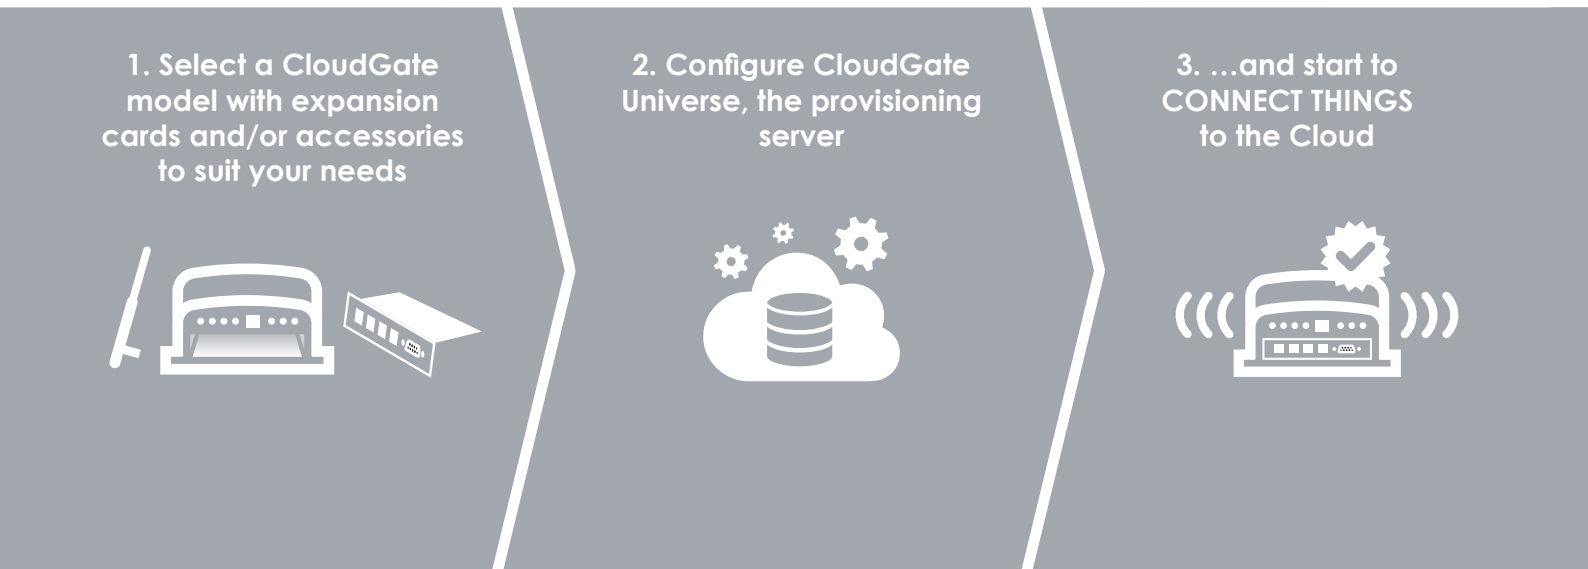 1. Select a CloudGate
model with expansion
cards and/or accessories
to suit your needs
2. Configure CloudGate
Universe, the provisioning
server
3. …and start to
CONNECT THINGS
to the Cloud